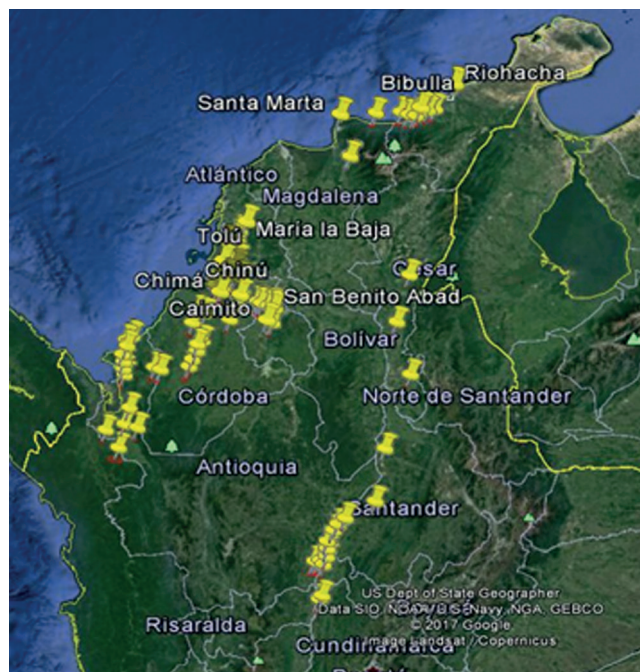 Riohacha
Bibulla
Santa Marta
Atlántico
Magdalena
María la Baja
Tolú
Chinú
Cesar
Chimá
San Benito Abad
Caimito
Bolívar
Córdoba
Norte de Santander
Antioquia
Santander
US Dept of State Geographer
Data SIO, NOAA, U.S. Navy, NGA, GEBCO
© 2017 Google
Image Landsat / Copernicus
Risaralda
Cundinamarca